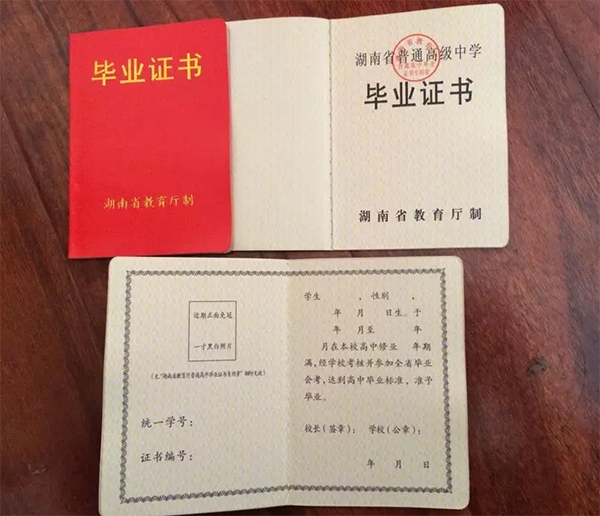 毕业证书
湖南省教育厅制
湖南省普通高级中学
毕业证书
湖南省教育厅制
近期正面免冠
一寸黑白照片
统一学号：
证书编号：
学生　　，性别　，
年　月　日生。于
年　月至　年
月在本校高中修业　年期
满，经学校考核并参加全省毕业
会考，达到高中毕业标准，准予
毕业。
校长（签章）：　学校（公章）：
年　月　日